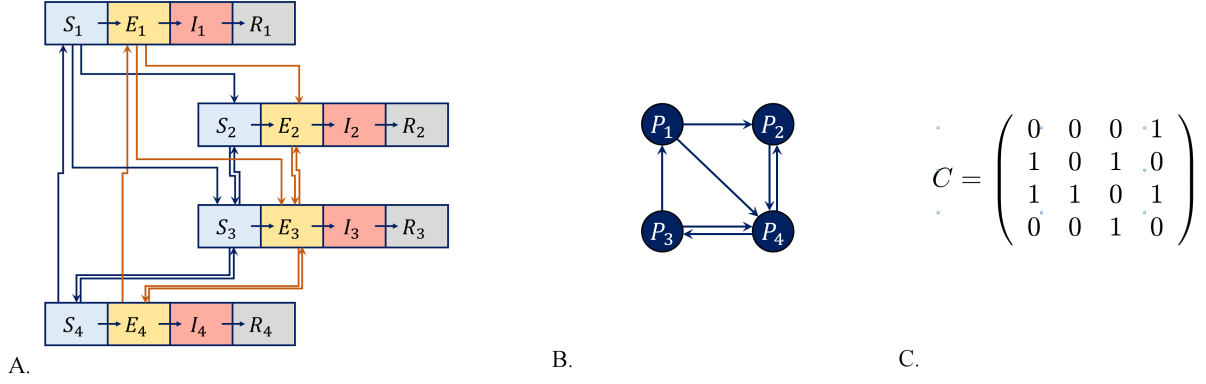 S₁ E₁ I₁ R₁
S₂ E₂ I₂ R₂
S₃ E₃ I₃ R₃
S₄ E₄ I₄ R₄
A.
P₁ P₂
P₃ P₄
B.
C = ( 0 0 0 1
1 0 1 0
1 1 0 1
0 0 1 0 )
C.